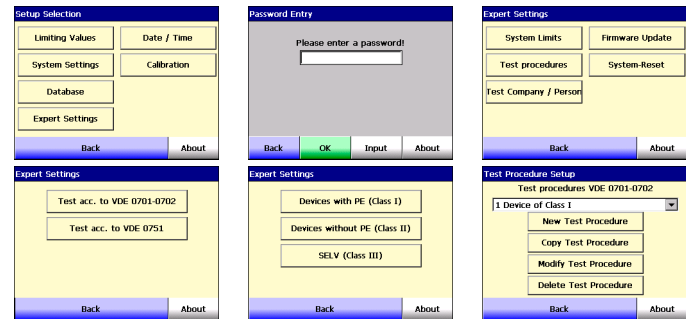 Setup Selection
Limiting Values
Date / Time
System Settings
Calibration
Database
Expert Settings
Back
About
Password Entry
Please enter a password!
Back
OK
Input
About
Expert Settings
System Limits
Firmware Update
Test procedures
System-Reset
Test Company / Person
Back
About
Expert Settings
Test acc. to VDE 0701-0702
Test acc. to VDE 0751
Back
About
Expert Settings
Devices with PE (Class I)
Devices without PE (Class II)
SELV (Class III)
Back
About
Test Procedure Setup
Test procedures VDE 0701-0702
1 Device of Class I
New Test Procedure
Copy Test Procedure
Modify Test Procedure
Delete Test Procedure
Back
About